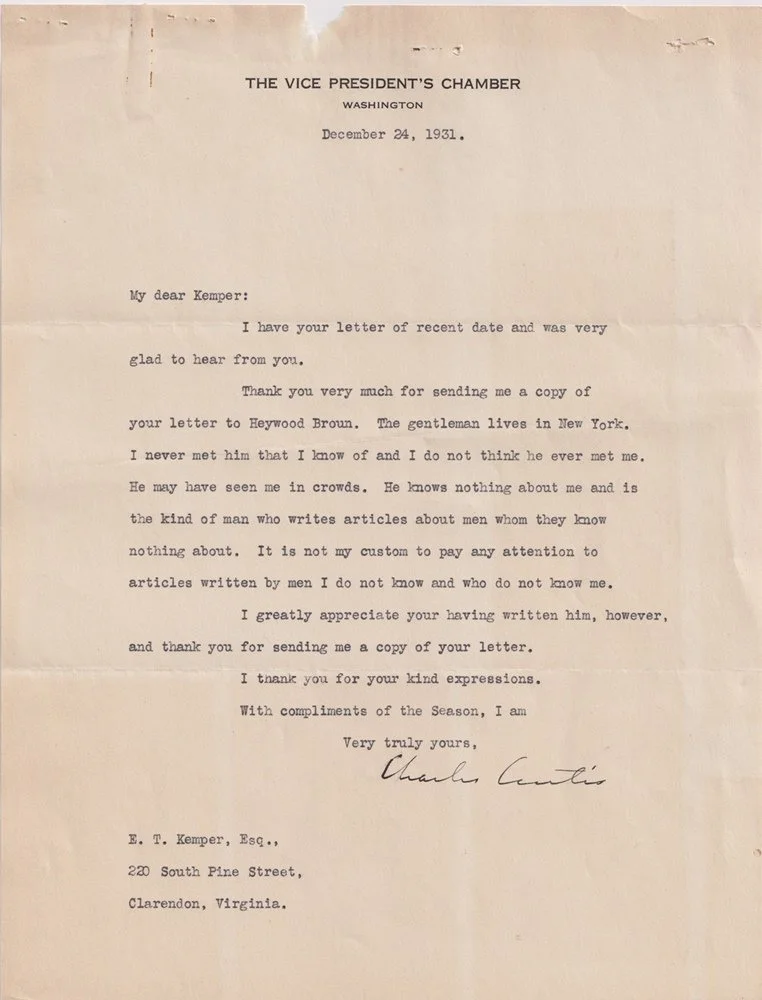 THE VICE PRESIDENT'S CHAMBER
WASHINGTON
December 24, 1931.
My dear Kemper:
I have your letter of recent date and was very
glad to hear from you.
Thank you very much for sending me a copy of
your letter to Heywood Broun. The gentleman lives in New York.
I never met him that I know of and I do not think he ever met me.
He may have seen me in crowds. He knows nothing about me and is
the kind of man who writes articles about men whom they know
nothing about. It is not my custom to pay any attention to
articles written by men I do not know and who do not know me.
I greatly appreciate your having written him, however,
and thank you for sending me a copy of your letter.
I thank you for your kind expressions.
With compliments of the Season, I am
Very truly yours,
Charles Curtis
E. T. Kemper, Esq.,
220 South Pine Street,
Clarendon, Virginia.